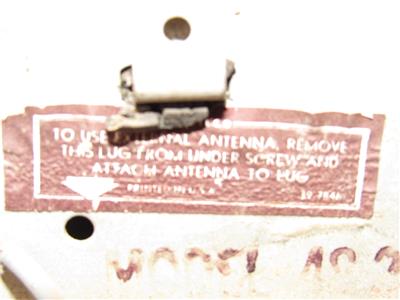 TO USE EXTERNAL ANTENNA, REMOVE
THIS LUG FROM UNDER SCREW AND
ATTACH ANTENNA TO LUG
PRINTED IN U.S.A.
MODEL